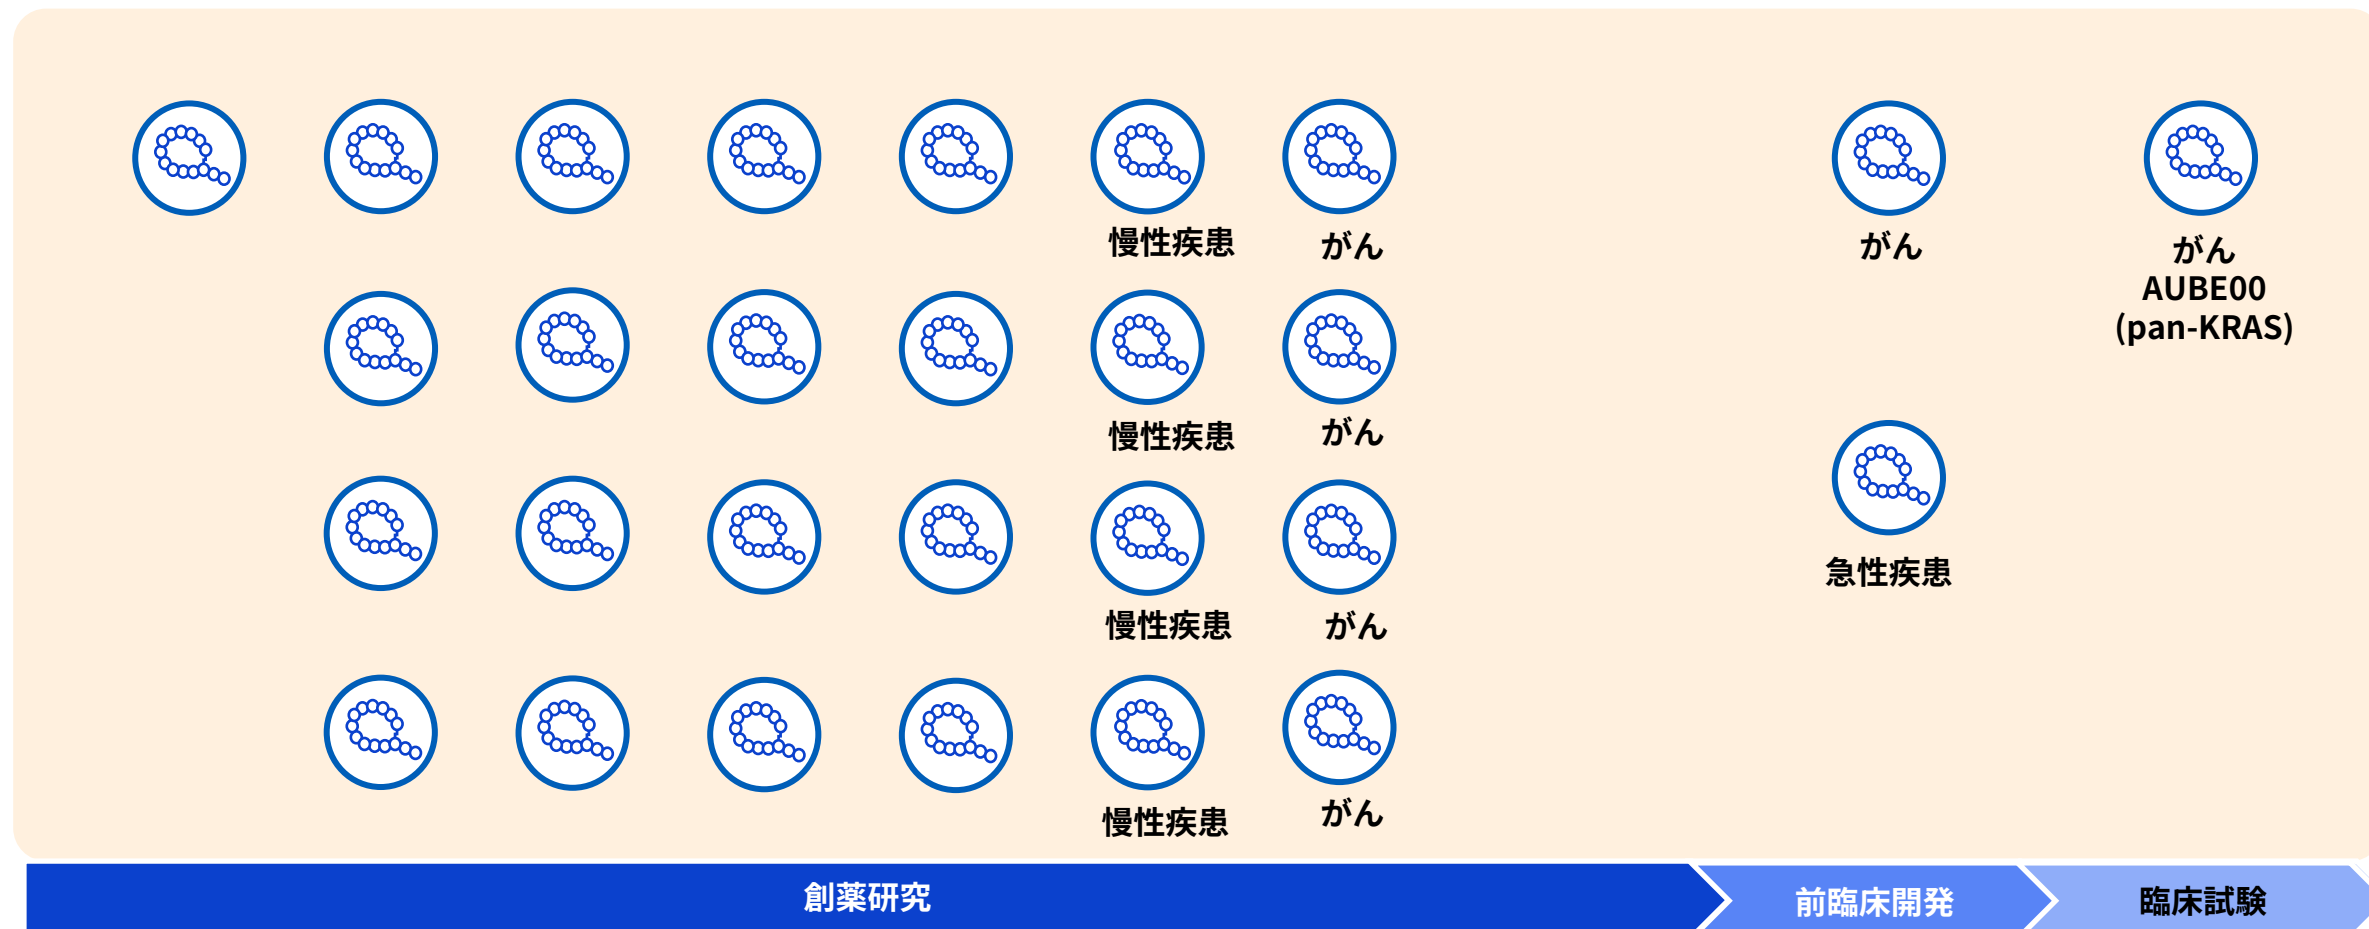 慢性疾患
がん
がん
がん
AUBE00
(pan-KRAS)
慢性疾患
がん
慢性疾患
がん
急性疾患
慢性疾患
がん
創薬研究
前臨床開発
臨床試験